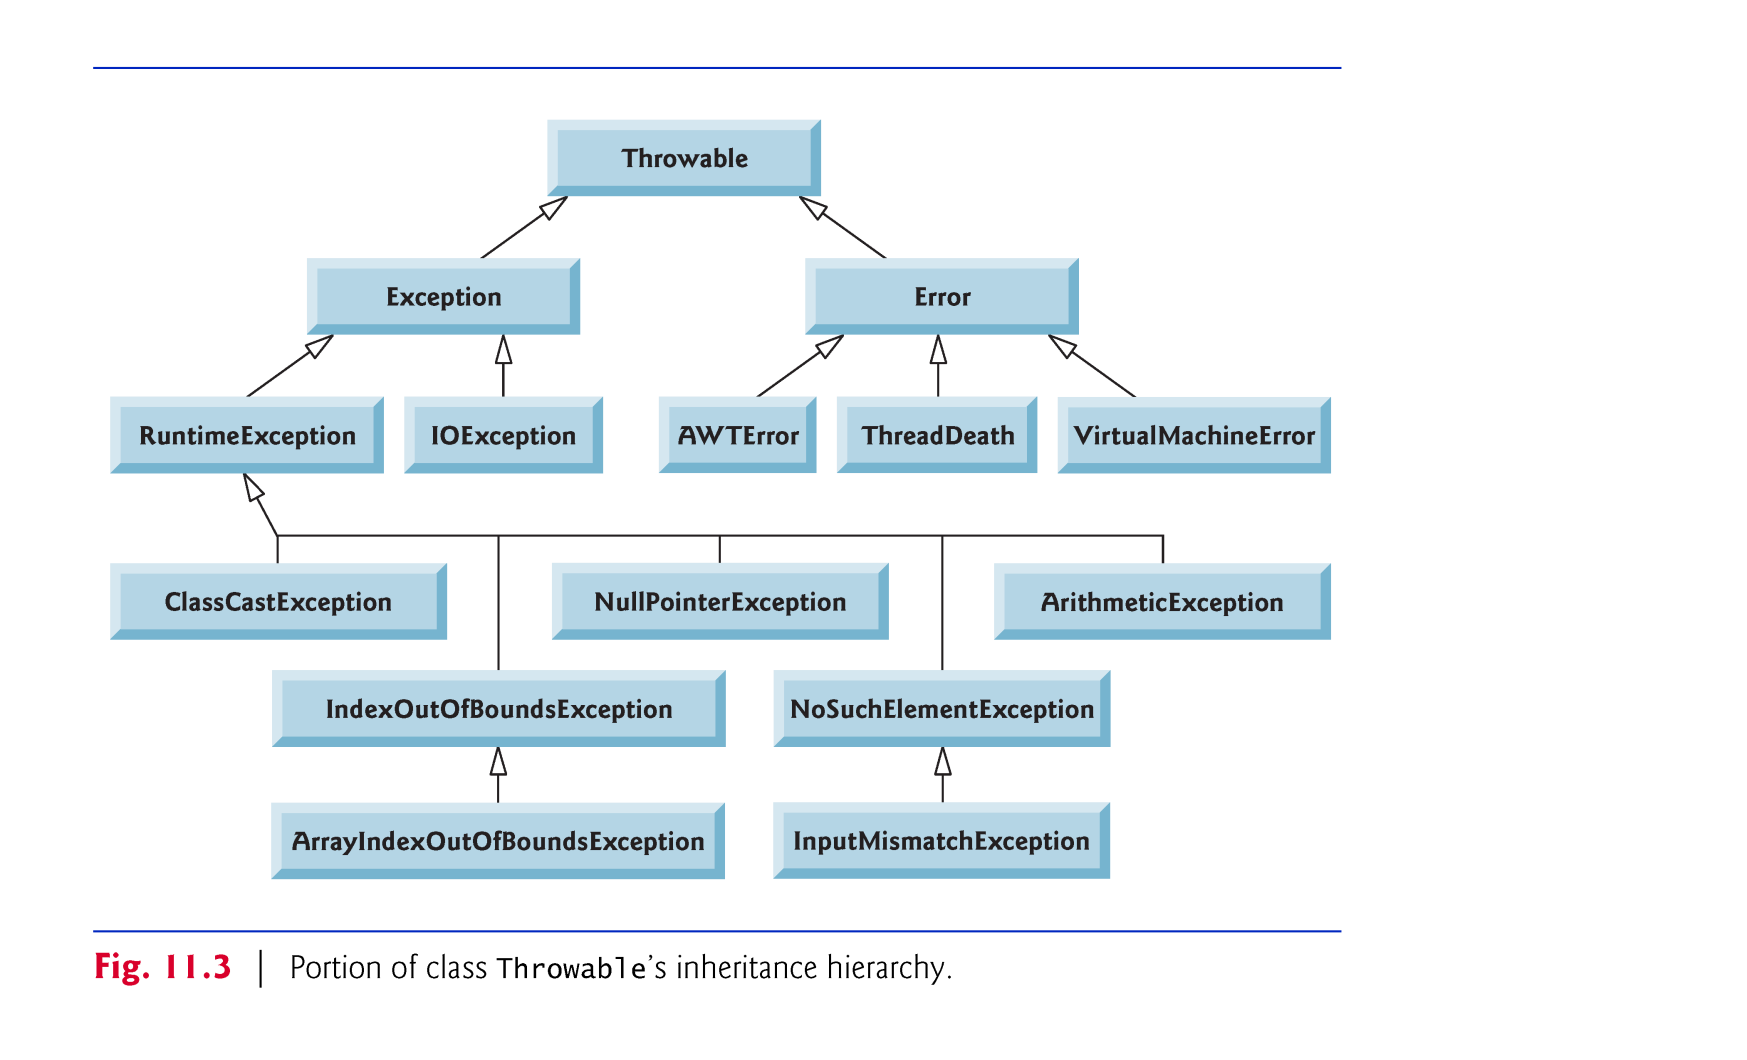 Throwable
Exception
Error
RuntimeException
IOException
AWTError
ThreadDeath
VirtualMachineError
ClassCastException
NullPointerException
ArithmeticException
IndexOutOfBoundsException
NoSuchElementException
ArrayIndexOutOfBoundsException
InputMismatchException
Fig. 11.3 | Portion of class Throwable’s inheritance hierarchy.